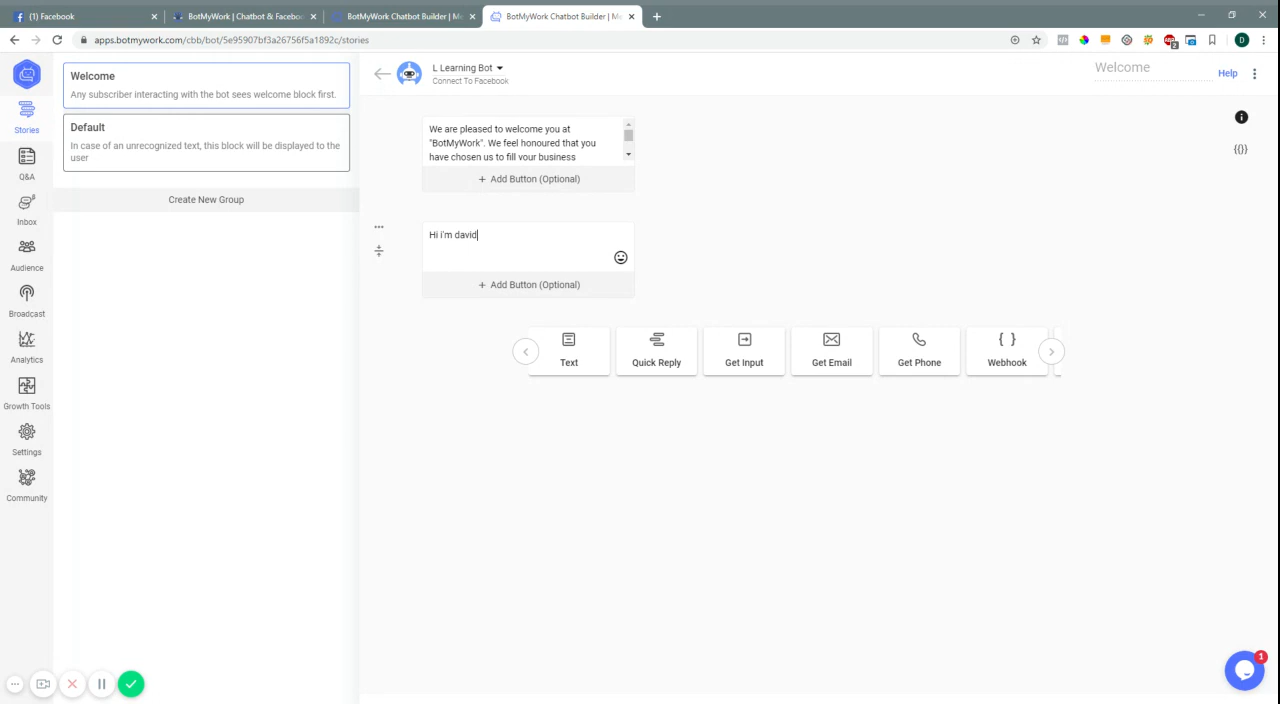 (1) Facebook
BotMyWork | Chatbot & Faceboo
BotMyWork Chatbot Builder | Me
BotMyWork Chatbot Builder | Me
apps.botmywork.com/cbb/bot/5e95907bf3a26756f5a1892c/stories
2
D
Stories
Q&A
Inbox
Audience
Broadcast
Analytics
Growth Tools
Settings
Community
Welcome
Any subscriber interacting with the bot sees welcome block first.
Default
In case of an unrecognized text, this block will be displayed to the
user
Create New Group
L Learning Bot
Connect To Facebook
Welcome
Help
We are pleased to welcome you at
"BotMyWork". We feel honoured that you
have chosen us to fill your business
+ Add Button (Optional)
Hi i'm david
+ Add Button (Optional)
Text
Quick Reply
Get Input
Get Email
Get Phone
{ }
Webhook
1